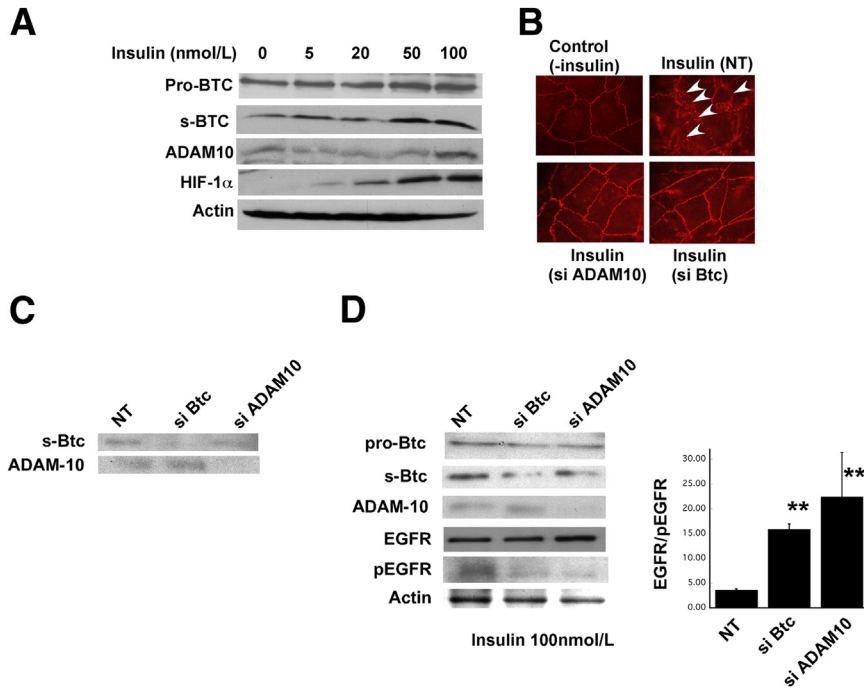 A
Insulin (nmol/L) 0 5 20 50 100
Pro-BTC
s-BTC
ADAM10
HIF-1α
Actin
B
Control
(-insulin)
Insulin (NT)
Insulin
(si ADAM10)
Insulin
(si Btc)
C
NT si Btc si ADAM10
s-Btc
ADAM-10
D
NT si Btc si ADAM10
pro-Btc
s-Btc
ADAM-10
EGFR
pEGFR
Actin
Insulin 100nmol/L
EGFR/pEGFR
30.00
25.00
20.00
15.00
10.00
5.00
0.00
**
**
NT si Btc si ADAM10